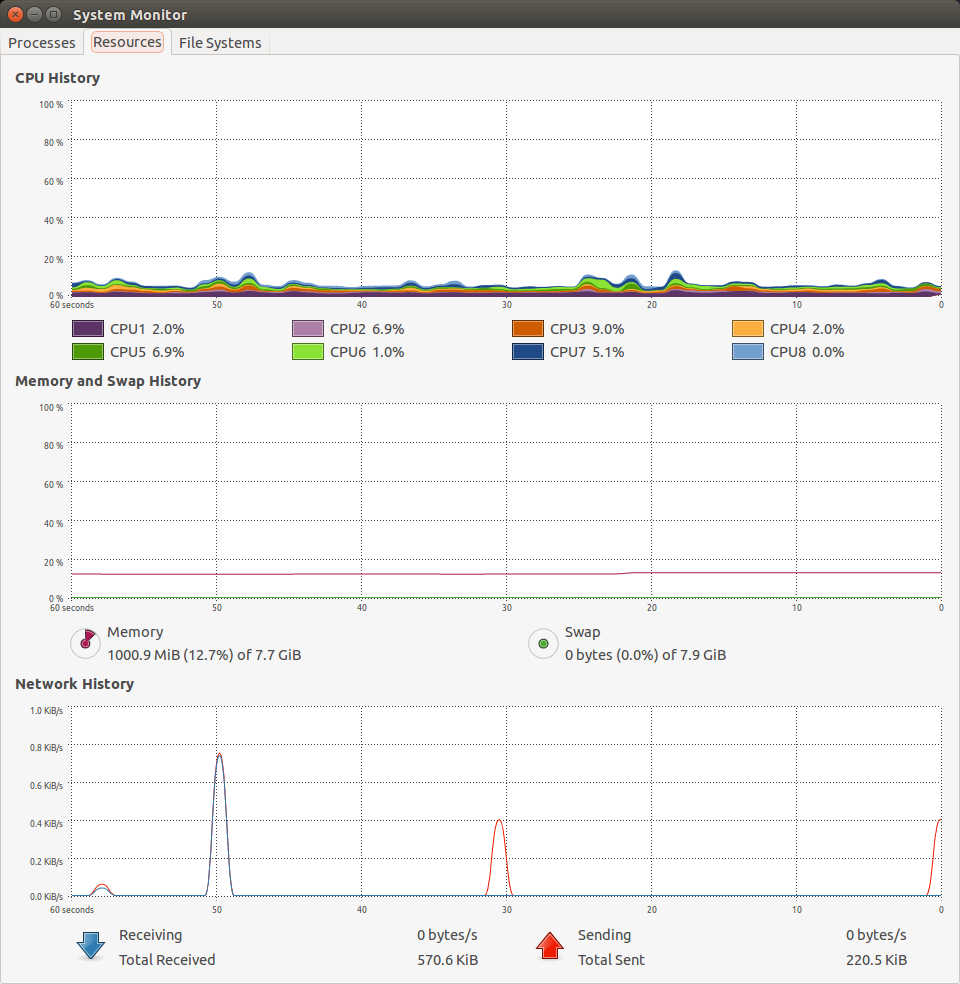 System Monitor
Processes Resources File Systems
CPU History
100 %
80 %
60 %
40 %
20 %
0 %
60 seconds 50 40 30 20 10 0
CPU1 2.0% CPU2 6.9% CPU3 9.0% CPU4 2.0%
CPU5 6.9% CPU6 1.0% CPU7 5.1% CPU8 0.0%
Memory and Swap History
100 %
80 %
60 %
40 %
20 %
0 %
60 seconds 50 40 30 20 10 0
Memory Swap
1000.9 MiB (12.7%) of 7.7 GiB 0 bytes (0.0%) of 7.9 GiB
Network History
1.0 KiB/s
0.8 KiB/s
0.6 KiB/s
0.4 KiB/s
0.2 KiB/s
0.0 KiB/s
60 seconds 50 40 30 20 10 0
Receiving 0 bytes/s Sending 0 bytes/s
Total Received 570.6 KiB Total Sent 220.5 KiB